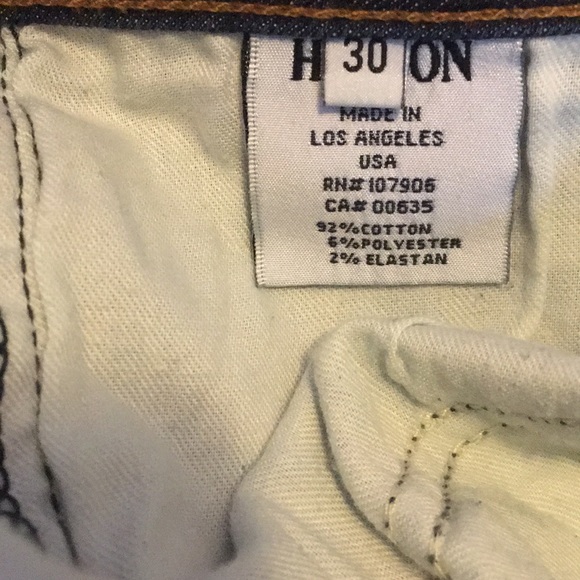 H 30 ON
MADE IN
LOS ANGELES
USA
RN# 107906
CA# 00635
92% COTTON
6% POLYESTER
2% ELASTAN